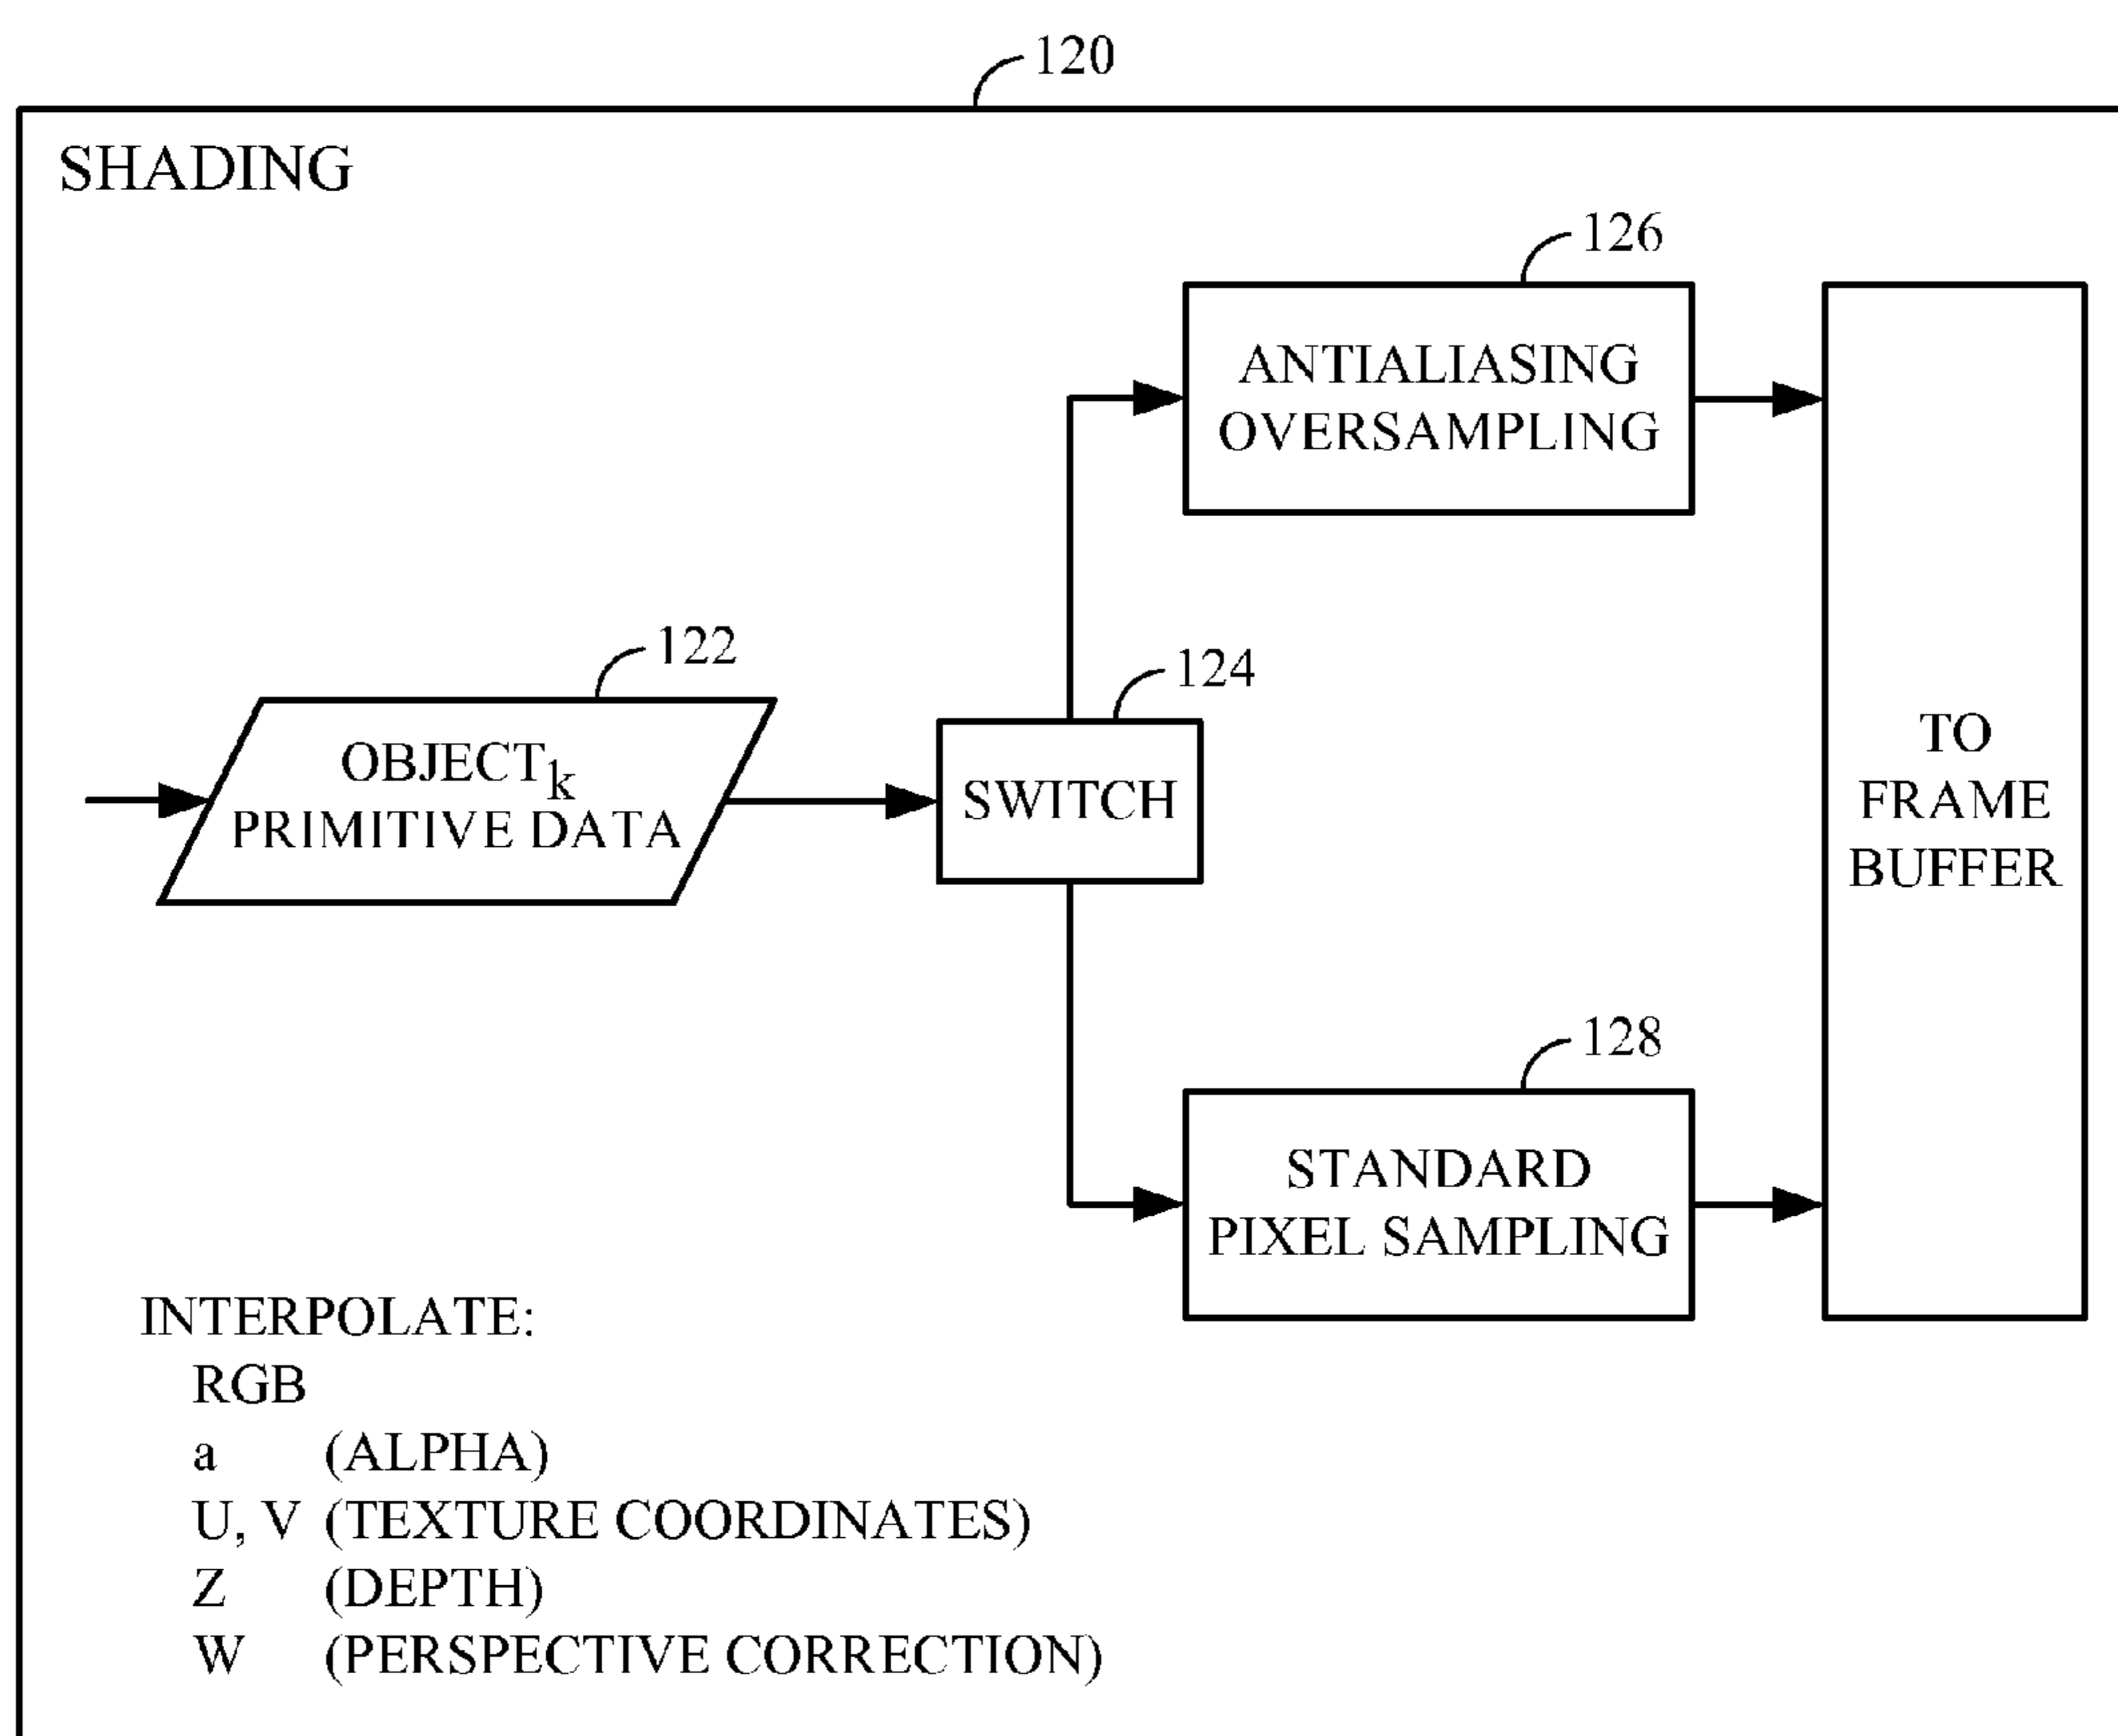 120
SHADING
126
ANTIALIASING
OVERSAMPLING
122
OBJECTk
PRIMITIVE DATA
124
SWITCH
TO
FRAME
BUFFER
128
STANDARD
PIXEL SAMPLING
INTERPOLATE:
RGB
a (ALPHA)
U, V (TEXTURE COORDINATES)
Z (DEPTH)
W (PERSPECTIVE CORRECTION)